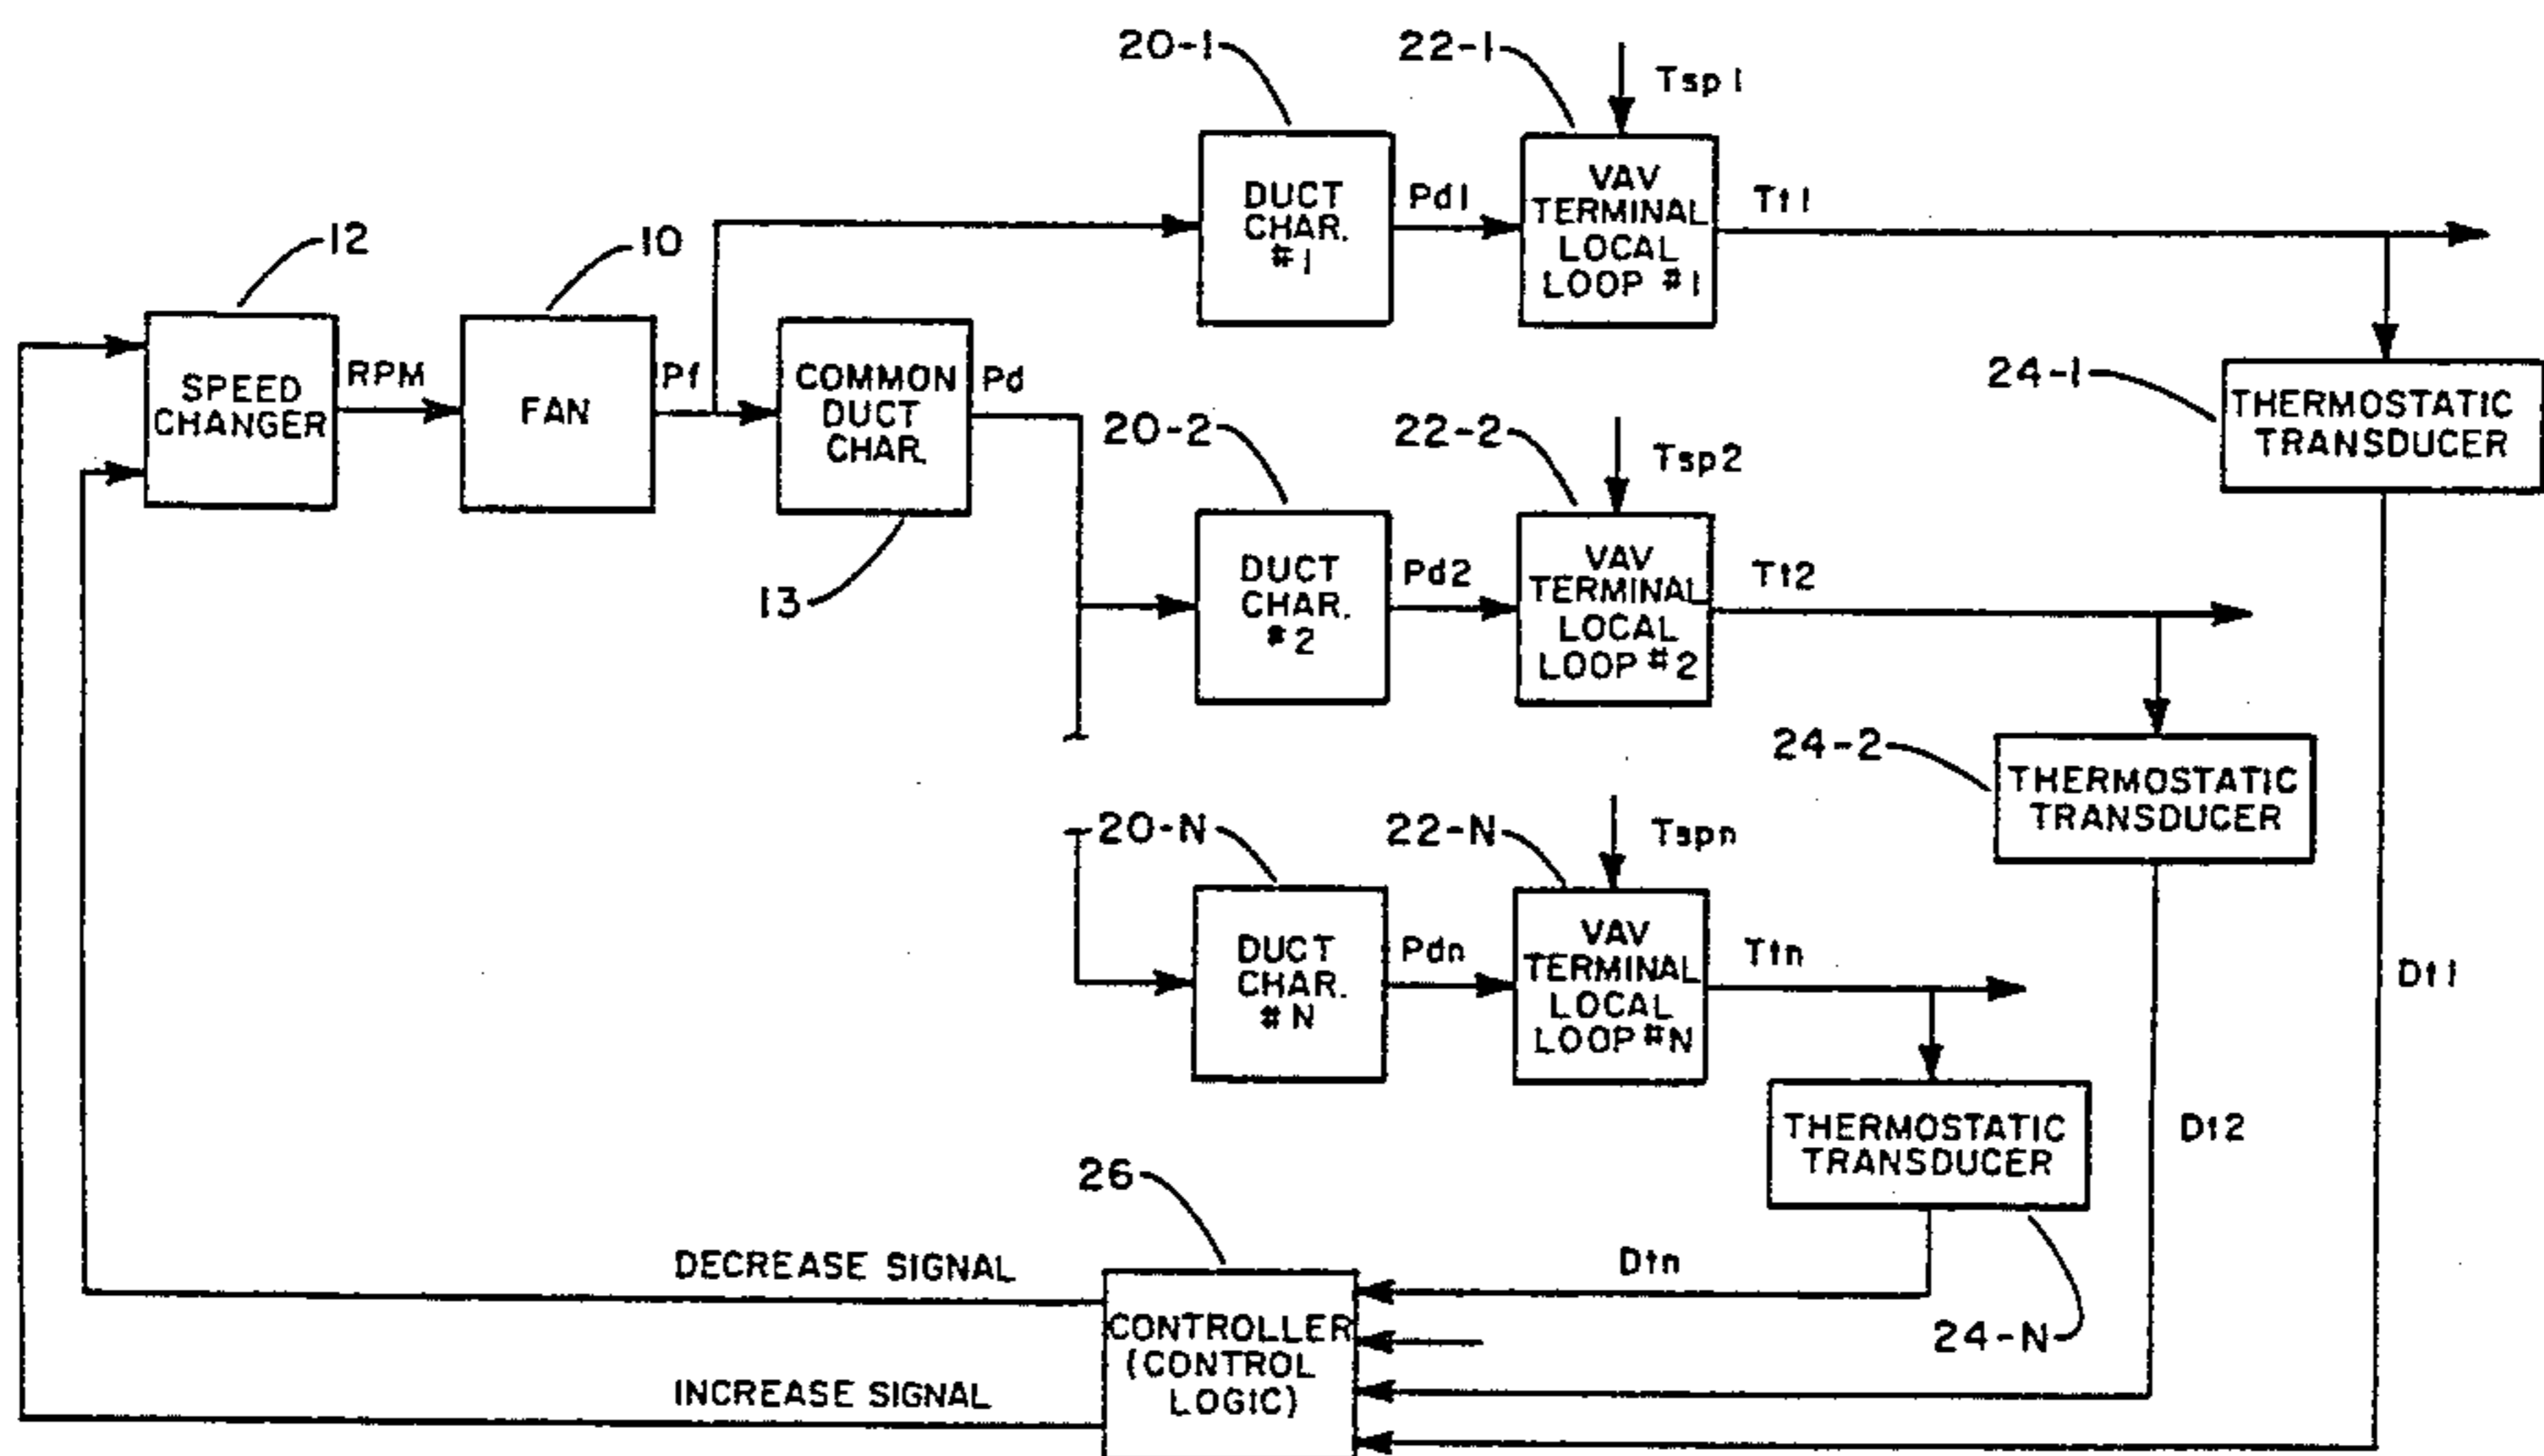 20-1
22-1
Tsp1
12
10
DUCT
CHAR.
#1
Pd1
VAV
TERMINAL
LOCAL
LOOP #1
Tt1
SPEED
CHANGER
RPM
FAN
Pf
COMMON
DUCT
CHAR.
Pd
24-1
THERMOSTATIC
TRANSDUCER
20-2
22-2
Tsp2
13
DUCT
CHAR.
#2
Pd2
VAV
TERMINAL
LOCAL
LOOP #2
Tt2
24-2
THERMOSTATIC
TRANSDUCER
20-N
22-N
Tspn
DUCT
CHAR.
#N
Pdn
VAV
TERMINAL
LOCAL
LOOP #N
Ttn
Dt1
THERMOSTATIC
TRANSDUCER
Dt2
26
DECREASE SIGNAL
Dtn
24-N
CONTROLLER
(CONTROL
LOGIC)
INCREASE SIGNAL